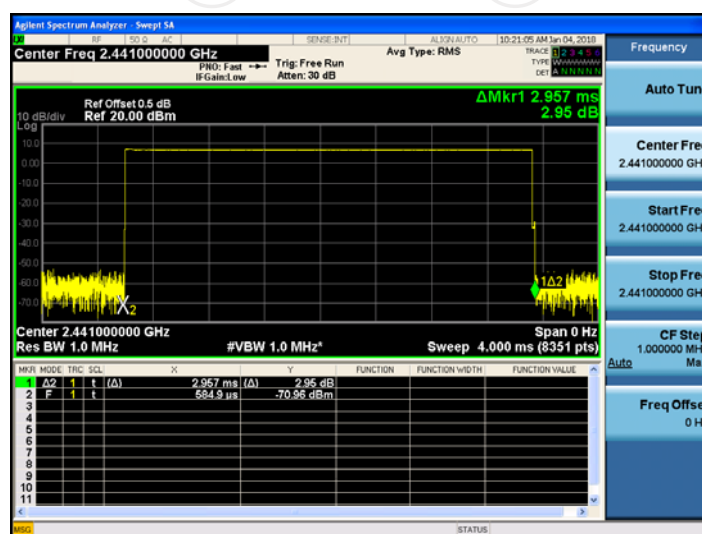 Agilent Spectrum Analyzer - Swept SA
RF 50 Ω AC SENSE:INT ALIGN AUTO 10:21:05 AM Jan 04, 2018
Center Freq 2.441000000 GHz
Avg Type: RMS
TRACE 1 2 3 4 5 6
TYPE
DET A N N N N N
PNO: Fast
Trig: Free Run
IFGain:Low
Atten: 30 dB
Ref Offset 0.5 dB
ΔMkr1 2.957 ms
10 dB/div Ref 20.00 dBm
2.95 dB
Log
10.0
0.00
-10.0
-20.0
-30.0
-40.0
-50.0
-60.0
-70.0
X2
1Δ2
Center 2.441000000 GHz
Span 0 Hz
Res BW 1.0 MHz #VBW 1.0 MHz* Sweep 4.000 ms (8351 pts)
MKR MODE TRC SCL X Y FUNCTION FUNCTION WIDTH FUNCTION VALUE
1 Δ2 1 t (Δ) 2.957 ms (Δ) 2.95 dB
2 F 1 t 584.9 µs -70.96 dBm
3
4
5
6
7
8
9
10
11
MSG STATUS
Frequency
Auto Tun
Center Fre
2.441000000 GH
Start Fre
2.441000000 GH
Stop Fre
2.441000000 GH
CF Step
1.000000 MH
Auto Ma
Freq Offse
0 H